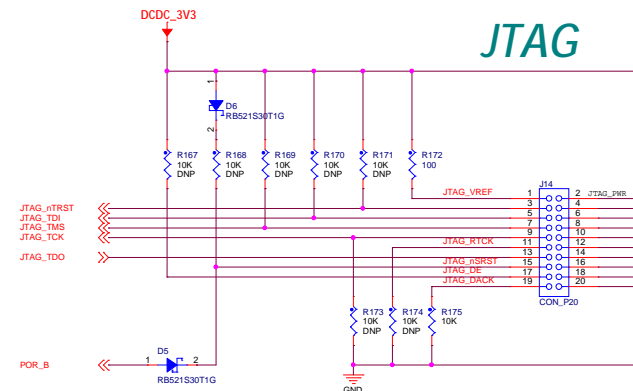 DCDC_3V3
JTAG
1
D6
RB521S30T1G
2
R167
10K
DNP
R168
10K
DNP
R169
10K
DNP
R170
10K
DNP
R171
10K
DNP
R172
100
J14
JTAG_VREF
1 2 JTAG_PWR
JTAG_nTRST
3 4
JTAG_TDI
5 6
JTAG_TMS
7 8
JTAG_TCK
9 10
JTAG_RTCK
11 12
JTAG_TDO
13 14
JTAG_nSRST
15 16
JTAG_DE
17 18
JTAG_DACK
19 20
CON_P20
R173
10K
DNP
R174
10K
DNP
R175
10K
D5
POR_B
1 2
RB521S30T1G
GND